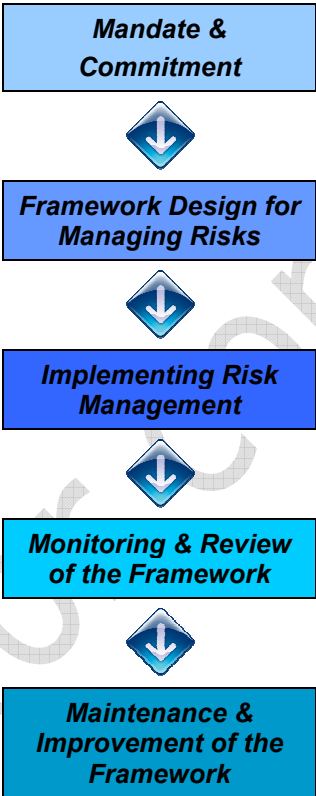 Mandate &
Commitment
Framework Design for
Managing Risks
Implementing Risk
Management
Monitoring & Review
of the Framework
Maintenance &
Improvement of the
Framework